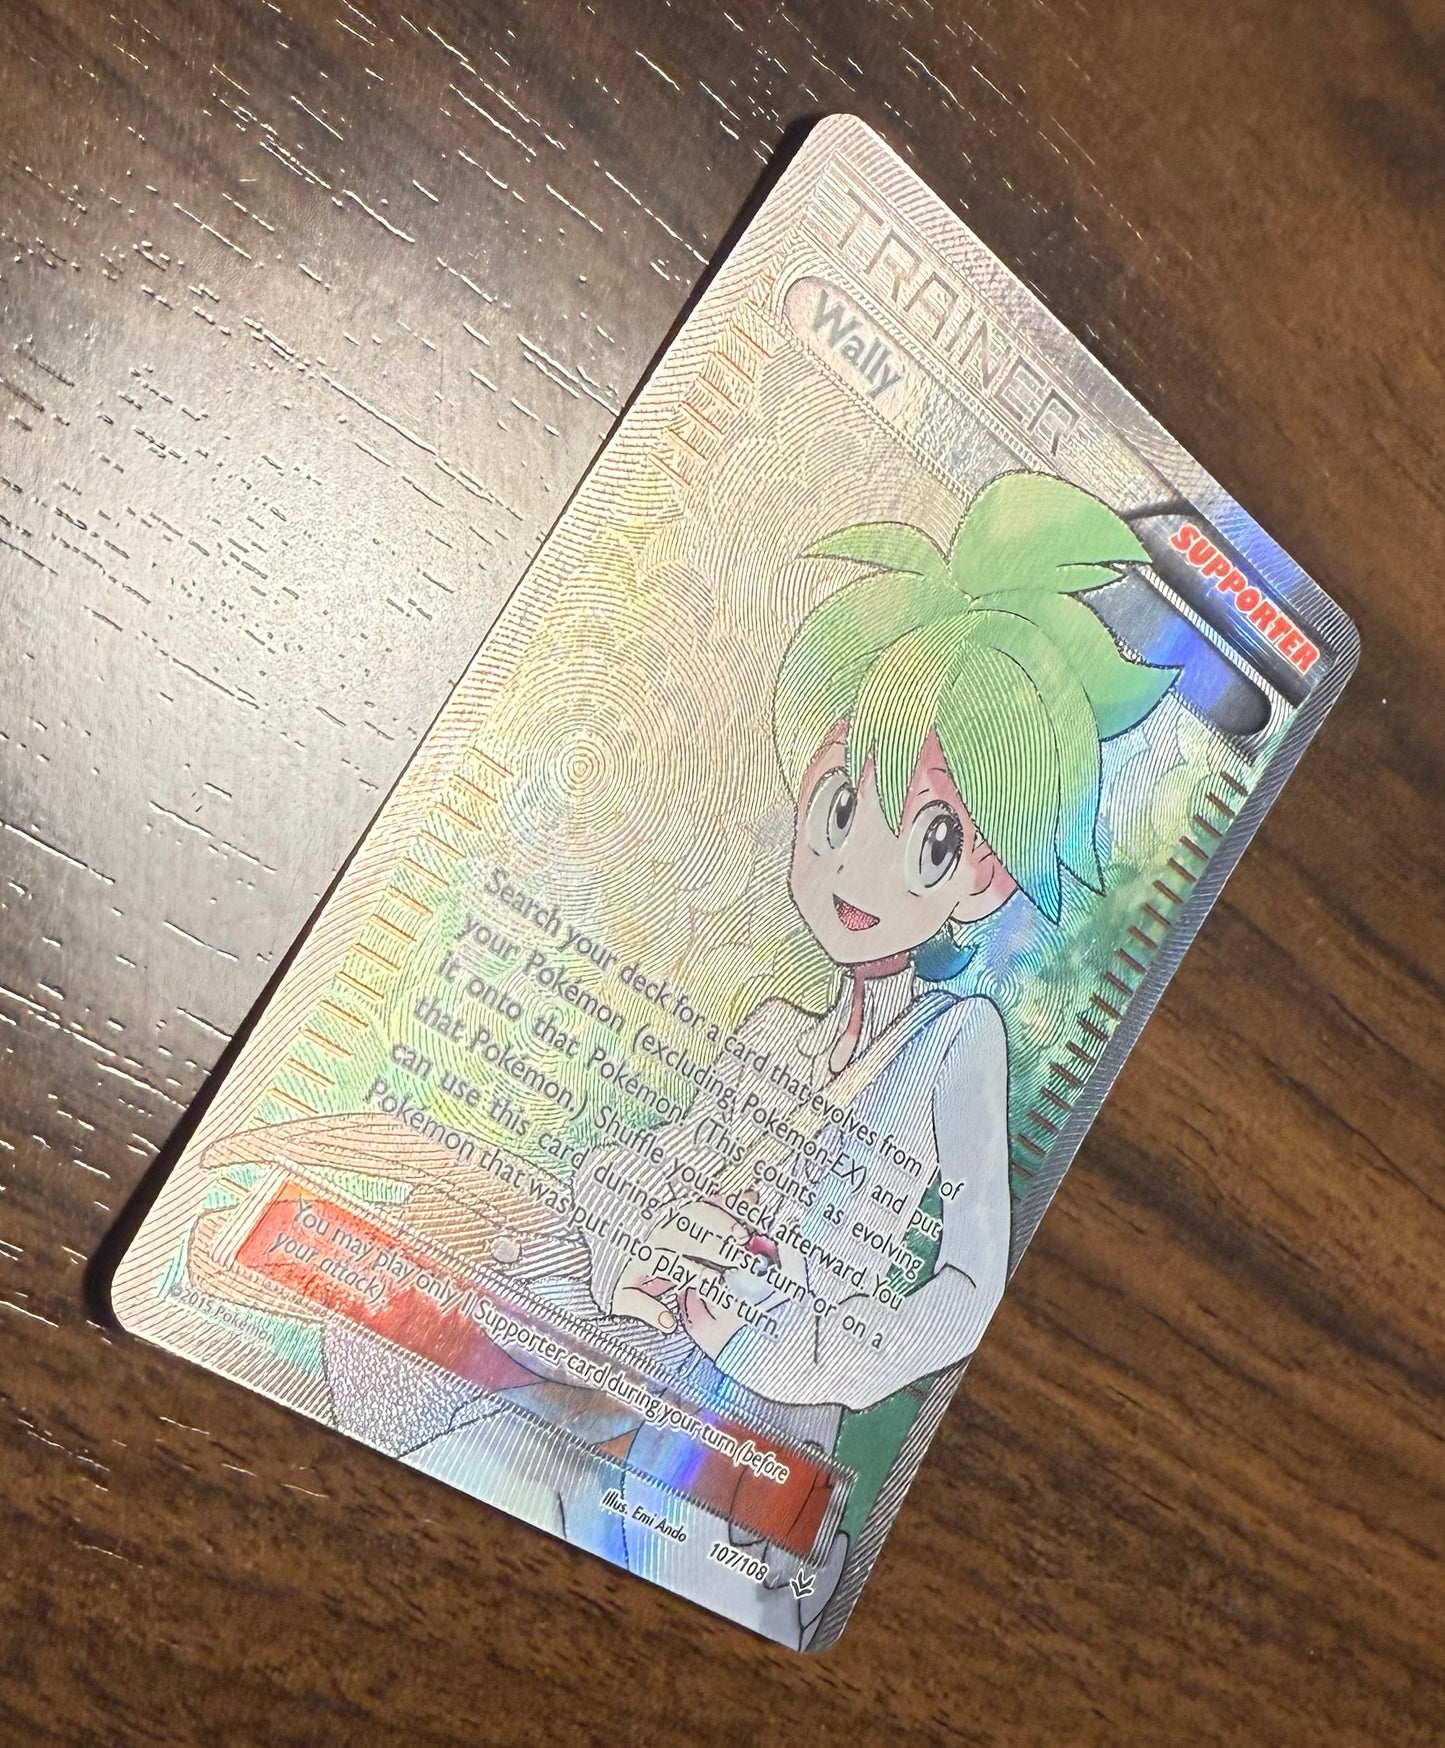 TRAINER
Wally
SUPPORTER
Search your deck for a card that evolves from 1 of
your Pokémon (excluding Pokémon-EX) and put
it onto that Pokémon. (This counts as evolving
that Pokémon.) Shuffle your deck afterward. You
can use this card during your first turn or on a
Pokémon that was put into play this turn.
You may play only 1 Supporter card during your turn (before
your attack).
Illus. Emi Ando
©2015 Pokémon
107/108